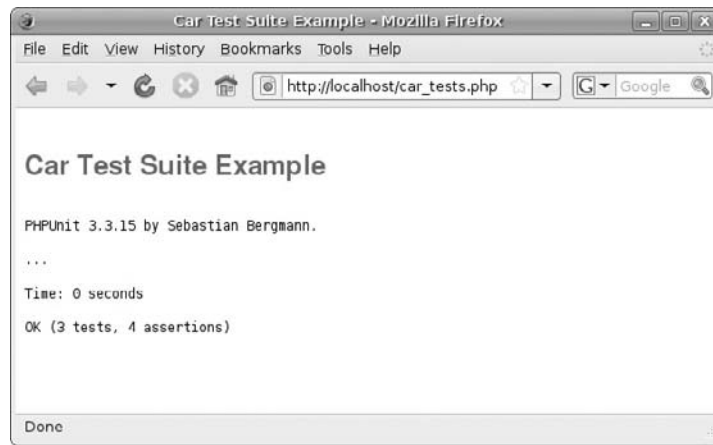 Car Test Suite Example - Mozilla Firefox
File Edit View History Bookmarks Tools Help
http://localhost/car_tests.php G Google
Car Test Suite Example
PHPUnit 3.3.15 by Sebastian Bergmann.
...
Time: 0 seconds
OK (3 tests, 4 assertions)
Done